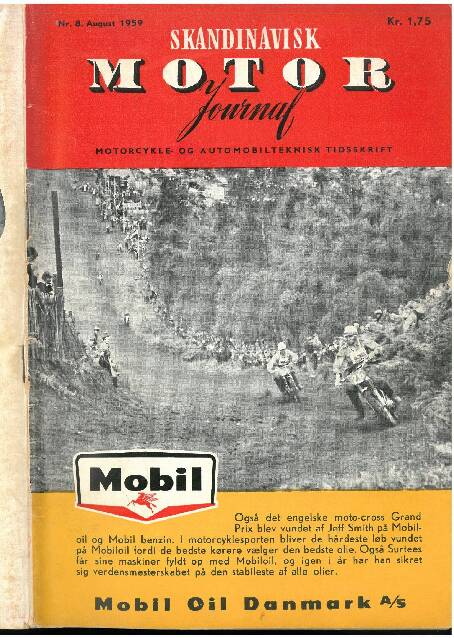 Nr. 8. August 1959
Kr. 1,75
SKANDINAVISK
MOTOR
Journal
MOTORCYKLE- OG AUTOMOBILTEKNISK TIDSSKRIFT
Mobil
Også det engelske moto-cross Grand
Prix blev vundet af Jeff Smith på Mobil-
oil og Mobil benzin. I motorcyklesporten bliver de hårdeste løb vundet
på Mobiloil fordi de bedste kørere vælger den bedste olie. Også Surtees
får sine maskiner fyldt op med Mobiloil, og igen i år har han sikret
sig verdensmesterskabet på den stabileste af alle olier.
Mobil Oil Danmark A/s